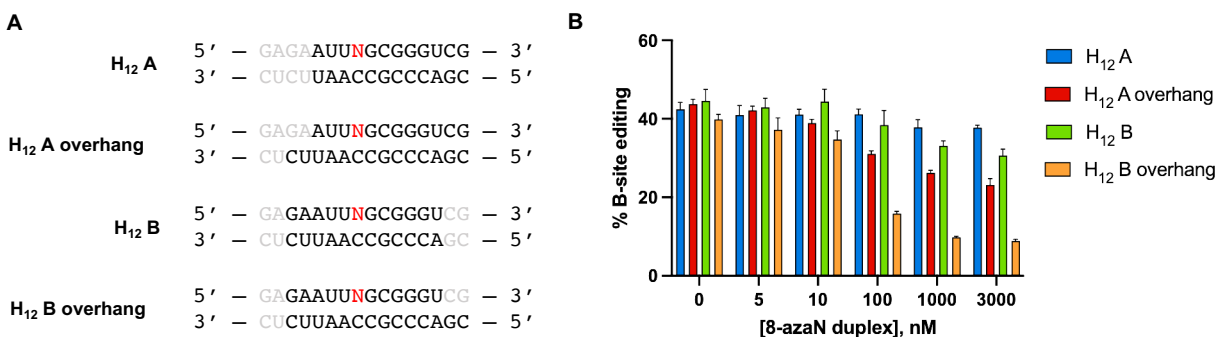 A
B
H₁₂ A
5′ – GAGAAUUNGCGGGUCG – 3′
3′ – CUCUUAACCGCCCAGC – 5′
H₁₂ A overhang
5′ – GAGAAUUNGCGGGUCG – 3′
3′ – CUCUUAACCGCCCAGC – 5′
H₁₂ B
5′ – GAGAAUUNGCGGGUCG – 3′
3′ – CUCUUAACCGCCCAGC – 5′
H₁₂ B overhang
5′ – GAGAAUUNGCGGGUCG – 3′
3′ – CUCUUAACCGCCCAGC – 5′
% B-site editing
60
40
20
0
0 5 10 100 1000 3000
[8-azaN duplex], nM
H₁₂ A
H₁₂ A overhang
H₁₂ B
H₁₂ B overhang